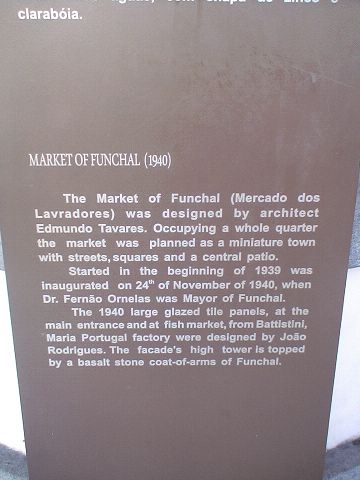 clarabóia.
MARKET OF FUNCHAL (1940)
The Market of Funchal (Mercado dos
Lavradores) was designed by architect
Edmundo Tavares. Occupying a whole quarter
the market was planned as a miniature town
with streets, squares and a central patio.
Started in the beginning of 1939 was
inaugurated on 24th of November of 1940, when
Dr. Fernão Ornelas was Mayor of Funchal.
The 1940 large glazed tile panels, at the
main entrance and at fish market, from Battistini,
Maria Portugal factory were designed by João
Rodrigues. The facade's high tower is topped
by a basalt stone coat-of-arms of Funchal.